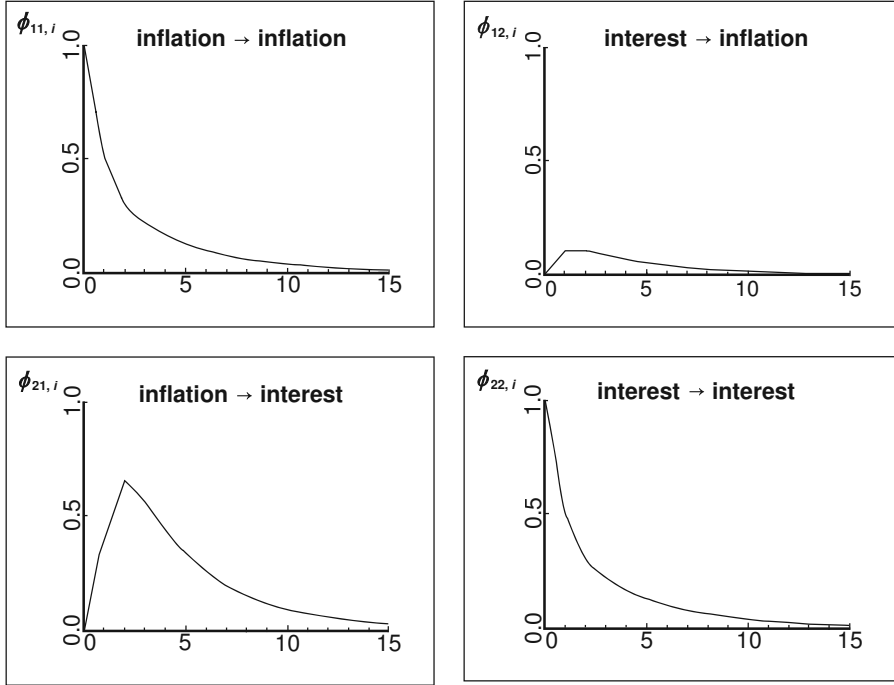 ϕ11, i
inflation → inflation
1.0
0.5
0.0
0 5 10 15
ϕ12, i
interest → inflation
1.0
0.5
0.0
0 5 10 15
ϕ21, i
inflation → interest
1.0
0.5
0.0
0 5 10 15
ϕ22, i
interest → interest
1.0
0.5
0.0
0 5 10 15